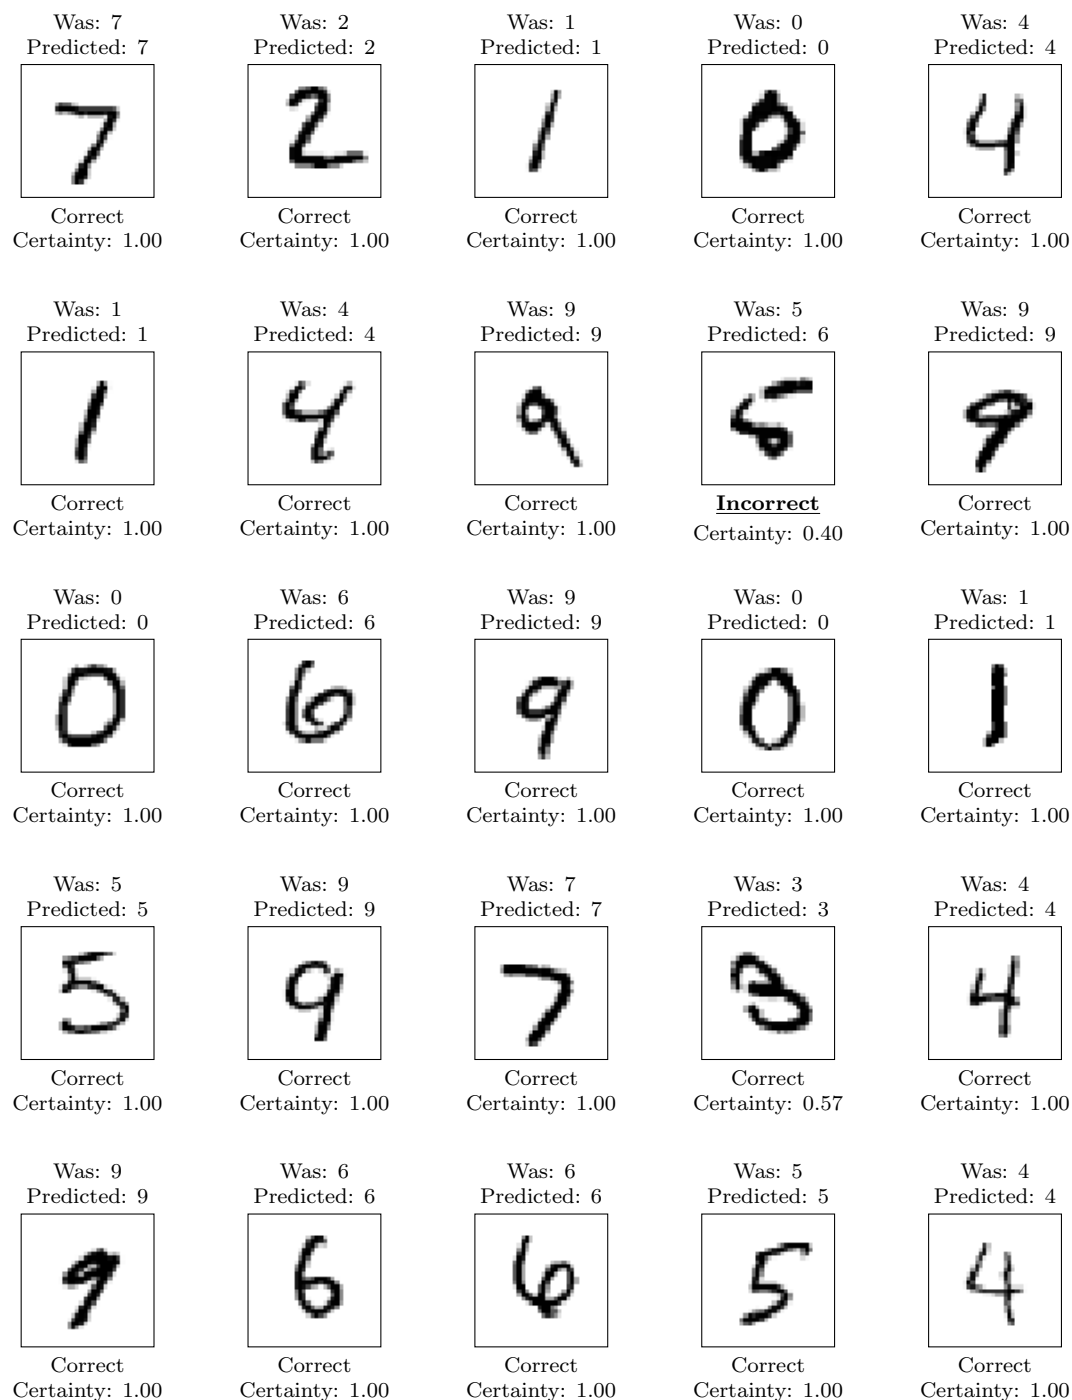 Was: 7 Was: 2 Was: 1 Was: 0 Was: 4
Predicted: 7 Predicted: 2 Predicted: 1 Predicted: 0 Predicted: 4
7 2 1 0 4
Correct Correct Correct Correct Correct
Certainty: 1.00 Certainty: 1.00 Certainty: 1.00 Certainty: 1.00 Certainty: 1.00
Was: 1 Was: 4 Was: 9 Was: 5 Was: 9
Predicted: 1 Predicted: 4 Predicted: 9 Predicted: 6 Predicted: 9
1 4 9 5 9
Correct Correct Correct Incorrect Correct
Certainty: 1.00 Certainty: 1.00 Certainty: 1.00 Certainty: 0.40 Certainty: 1.00
Was: 0 Was: 6 Was: 9 Was: 0 Was: 1
Predicted: 0 Predicted: 6 Predicted: 9 Predicted: 0 Predicted: 1
0 6 9 0 1
Correct Correct Correct Correct Correct
Certainty: 1.00 Certainty: 1.00 Certainty: 1.00 Certainty: 1.00 Certainty: 1.00
Was: 5 Was: 9 Was: 7 Was: 3 Was: 4
Predicted: 5 Predicted: 9 Predicted: 7 Predicted: 3 Predicted: 4
5 9 7 3 4
Correct Correct Correct Correct Correct
Certainty: 1.00 Certainty: 1.00 Certainty: 1.00 Certainty: 0.57 Certainty: 1.00
Was: 9 Was: 6 Was: 6 Was: 5 Was: 4
Predicted: 9 Predicted: 6 Predicted: 6 Predicted: 5 Predicted: 4
9 6 6 5 4
Correct Correct Correct Correct Correct
Certainty: 1.00 Certainty: 1.00 Certainty: 1.00 Certainty: 1.00 Certainty: 1.00